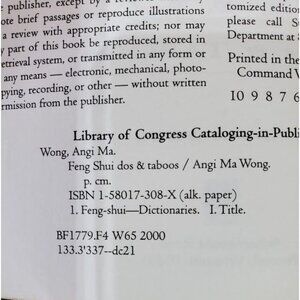 publisher, except by a
ote brief passages or reproduce illustrations
a review with appropriate credits; nor may
part of this book be reproduced, stored in
retrieval system, or transmitted in any form or
any means — electronic, mechanical, photo-
pying, recording, or other — without written
rmission from the publisher.
tomized edition
please call S
Department at
Printed in the
Command
10 9 8 7 6
Library of Congress Cataloging-in-Publi
Wong, Angi Ma.
Feng Shui dos & taboos / Angi Ma Wong.
p. cm.
ISBN 1-58017-308-X (alk. paper)
1. Feng-shui—Dictionaries. I. Title.
BF1779.F4 W65 2000
133.3'337--dc21